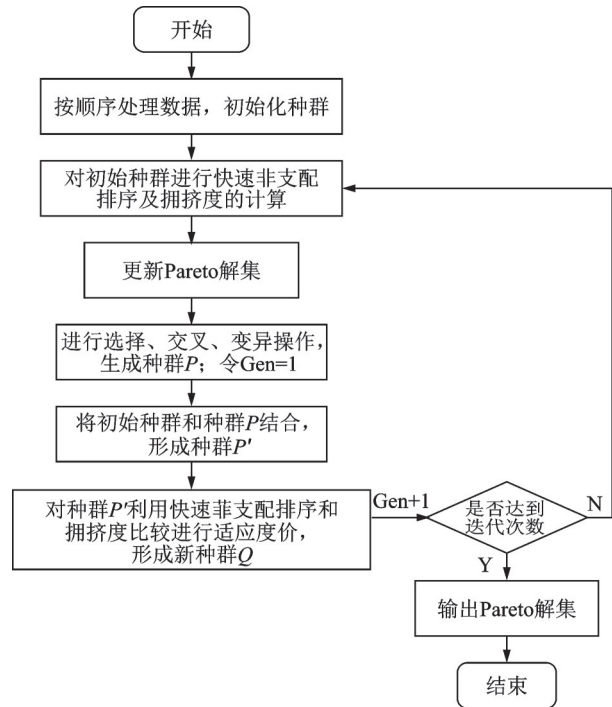 开始
按顺序处理数据，初始化种群
对初始种群进行快速非支配
排序及拥挤度的计算
更新Pareto解集
进行选择、交叉、变异操作，
生成种群P；令Gen=1
将初始种群和种群P结合，
形成种群P′
对种群P′利用快速非支配排序和
拥挤度比较进行适应度价，
形成新种群Q
Gen+1
是否达到
迭代次数
N
Y
输出Pareto解集
结束